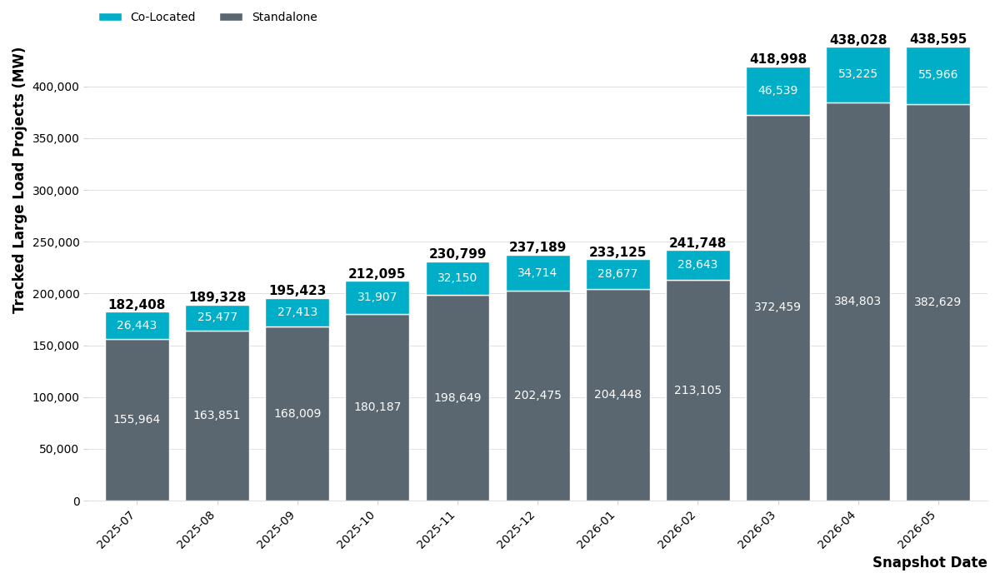 Co-Located Standalone
Tracked Large Load Projects (MW)
400,000
350,000
300,000
250,000
200,000
150,000
100,000
50,000
0
182,408 189,328 195,423 212,095 230,799 237,189 233,125 241,748 418,998 438,028 438,595
26,443 25,477 27,413 31,907 32,150 34,714 28,677 28,643 46,539 53,225 55,966
155,964 163,851 168,009 180,187 198,649 202,475 204,448 213,105 372,459 384,803 382,629
2025-07 2025-08 2025-09 2025-10 2025-11 2025-12 2026-01 2026-02 2026-03 2026-04 2026-05
Snapshot Date